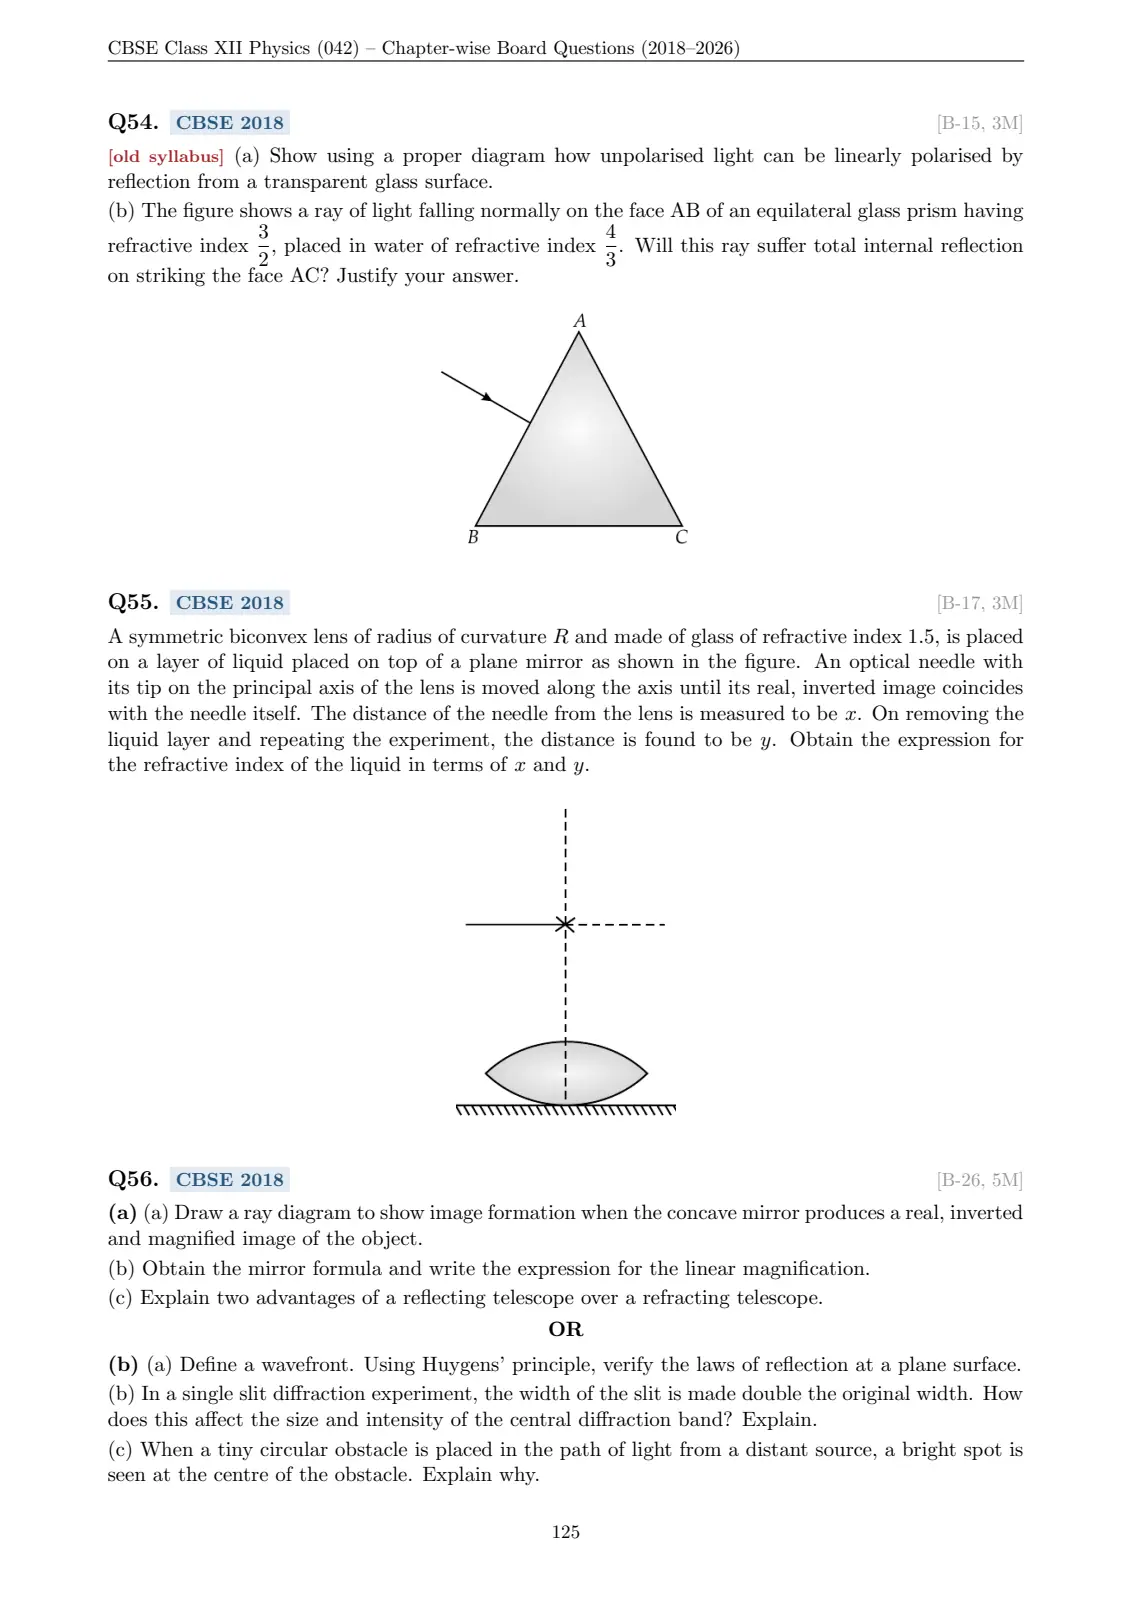 CBSE Class XII Physics (042) – Chapter-wise Board Questions (2018–2026)
Q54. CBSE 2018 [B-15, 3M]
[old syllabus] (a) Show using a proper diagram how unpolarised light can be linearly polarised by
reflection from a transparent glass surface.
(b) The figure shows a ray of light falling normally on the face AB of an equilateral glass prism having
refractive index 3/2, placed in water of refractive index 4/3. Will this ray suffer total internal reflection
on striking the face AC? Justify your answer.
A
B C
Q55. CBSE 2018 [B-17, 3M]
A symmetric biconvex lens of radius of curvature R and made of glass of refractive index 1.5, is placed
on a layer of liquid placed on top of a plane mirror as shown in the figure. An optical needle with
its tip on the principal axis of the lens is moved along the axis until its real, inverted image coincides
with the needle itself. The distance of the needle from the lens is measured to be x. On removing the
liquid layer and repeating the experiment, the distance is found to be y. Obtain the expression for
the refractive index of the liquid in terms of x and y.
Q56. CBSE 2018 [B-26, 5M]
(a) (a) Draw a ray diagram to show image formation when the concave mirror produces a real, inverted
and magnified image of the object.
(b) Obtain the mirror formula and write the expression for the linear magnification.
(c) Explain two advantages of a reflecting telescope over a refracting telescope.
OR
(b) (a) Define a wavefront. Using Huygens' principle, verify the laws of reflection at a plane surface.
(b) In a single slit diffraction experiment, the width of the slit is made double the original width. How
does this affect the size and intensity of the central diffraction band? Explain.
(c) When a tiny circular obstacle is placed in the path of light from a distant source, a bright spot is
seen at the centre of the obstacle. Explain why.
125